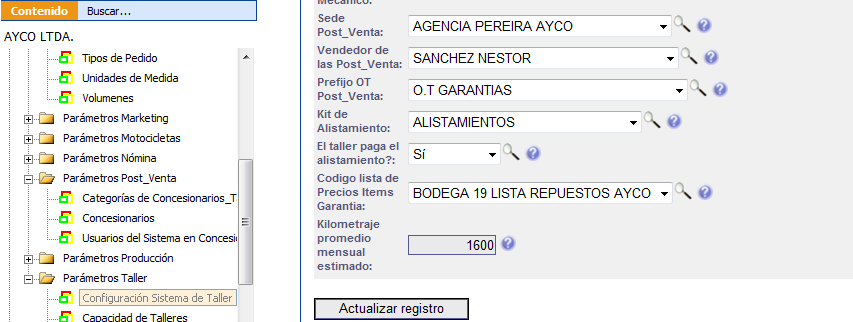 Contenido Buscar...
AYCO LTDA.
Tipos de Pedido
Unidades de Medida
Volumenes
Parámetros Marketing
Parámetros Motocicletas
Parámetros Nómina
Parámetros Post_Venta
Categorías de Concesionarios_T
Concesionarios
Usuarios del Sistema en Concesi
Parámetros Producción
Parámetros Taller
Configuración Sistema de Taller
Capacidad de Talleres
Mecánico:
Sede
Post_Venta:
AGENCIA PEREIRA AYCO
Vendedor de
las Post_Venta:
SANCHEZ NESTOR
Prefijo OT
Post_Venta:
O.T GARANTIAS
Kit de
Alistamiento:
ALISTAMIENTOS
El taller paga el
alistamiento?:
Sí
Codigo lista de
Precios Items
Garantia:
BODEGA 19 LISTA REPUESTOS AYCO
Kilometraje
promedio
mensual
estimado:
1600
Actualizar registro